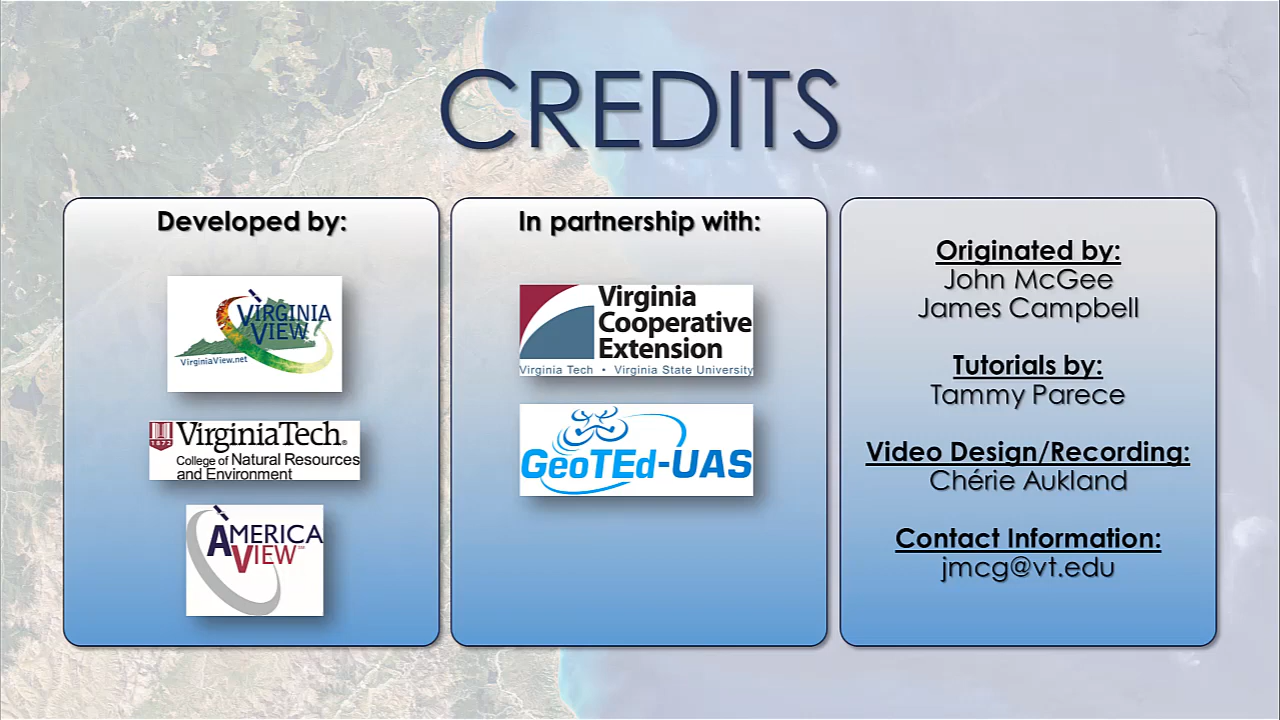 CREDITS
Developed by:
VIRGINIA
VIEW
VirginiaView.net
1872
VirginiaTech®
College of Natural Resources
and Environment
AMERICA
VIEW
In partnership with:
Virginia
Cooperative
Extension
Virginia Tech • Virginia State University
GeoTEd-UAS
Originated by:
John McGee
James Campbell
Tutorials by:
Tammy Parece
Video Design/Recording:
Chérie Aukland
Contact Information:
jmcg@vt.edu